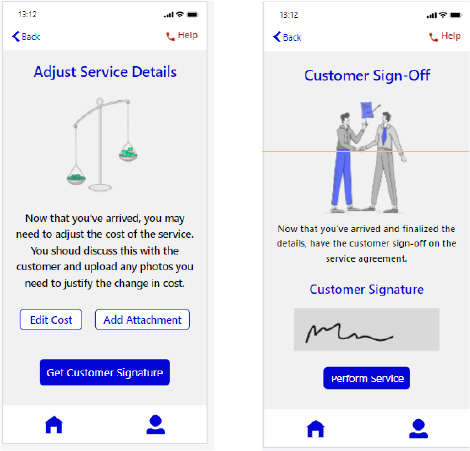 13:12
Back
Help
Adjust Service Details
Now that you've arrived, you may
need to adjust the cost of the service.
You shoud discuss this with the
customer and upload any photos you
need to justify the change in cost.
Edit Cost
Add Attachment
Get Customer Signature
13:12
Back
Help
Customer Sign-Off
Now that you've arrived and finalized the
details, have the customer sign-off on the
service agreement.
Customer Signature
Perform Service